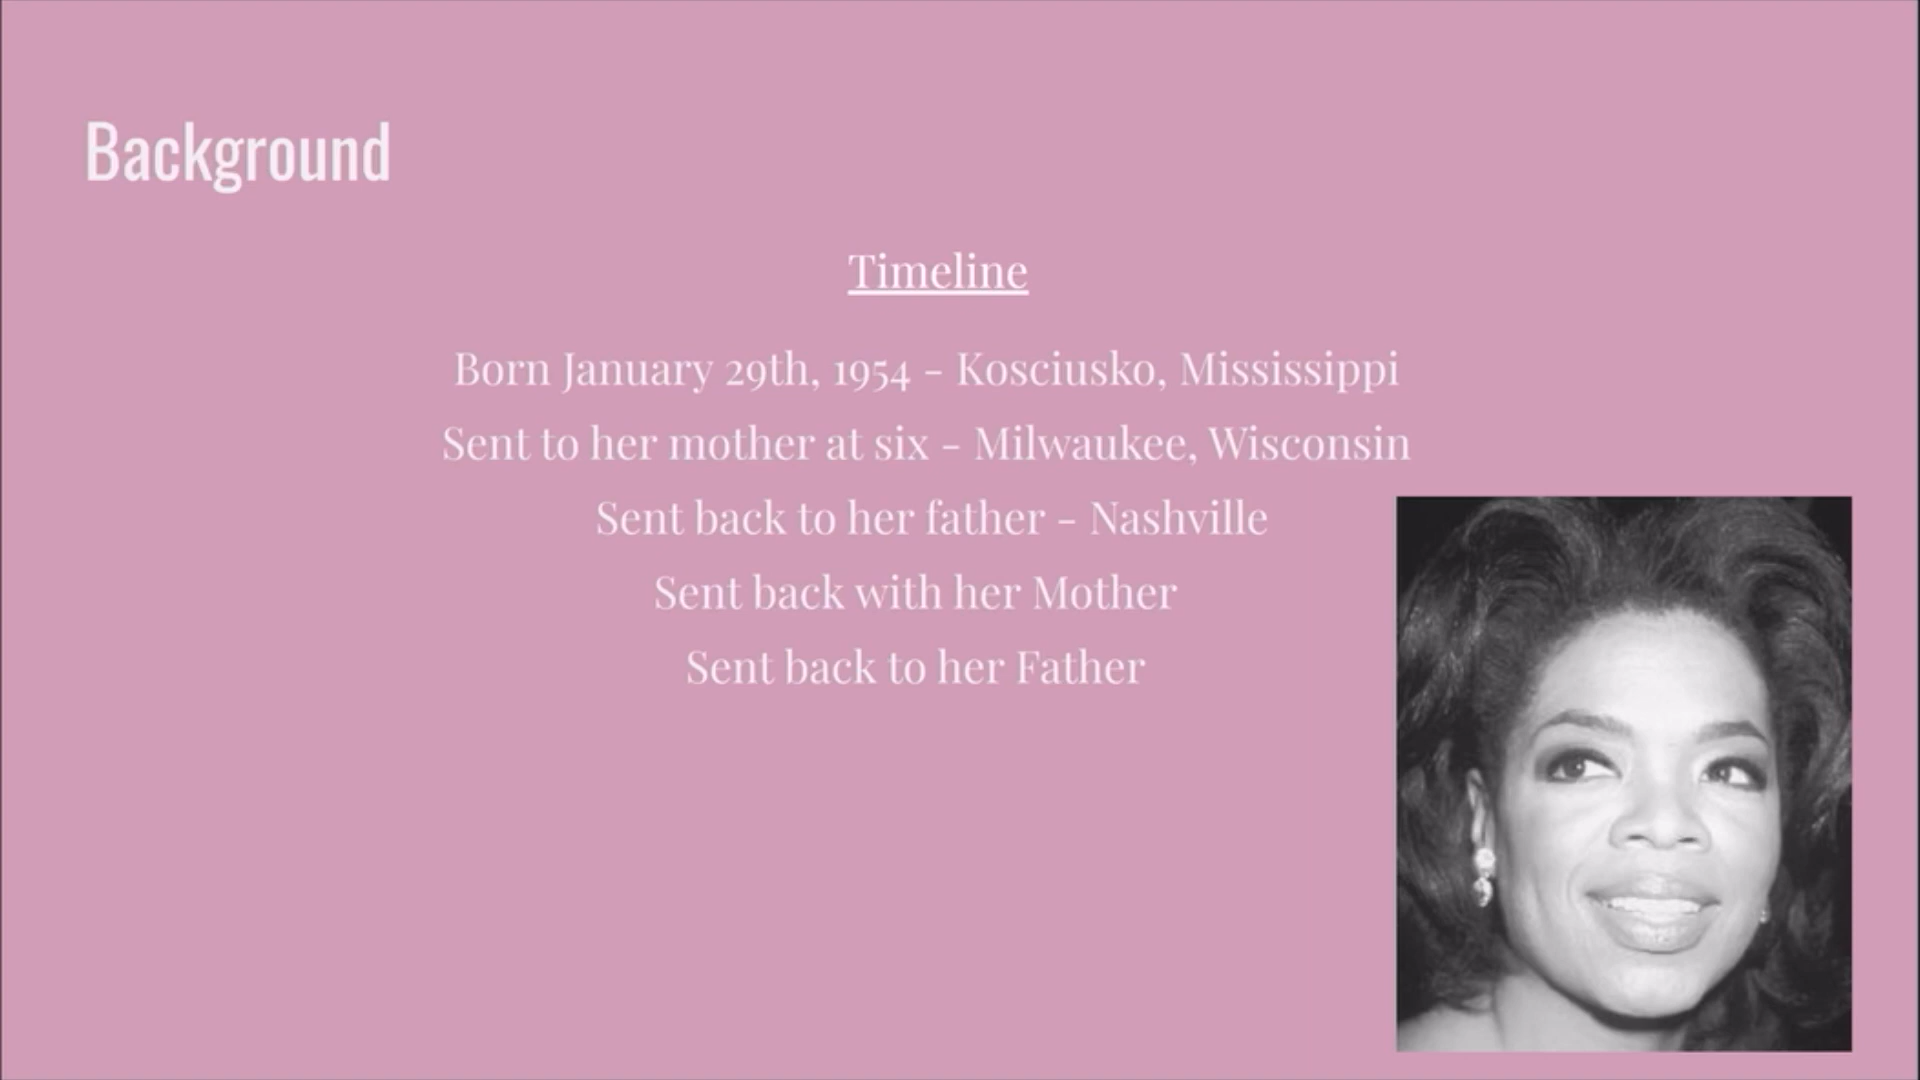 Background
Timeline
Born January 29th, 1954 - Kosciusko, Mississippi
Sent to her mother at six - Milwaukee, Wisconsin
Sent back to her father - Nashville
Sent back with her Mother
Sent back to her Father